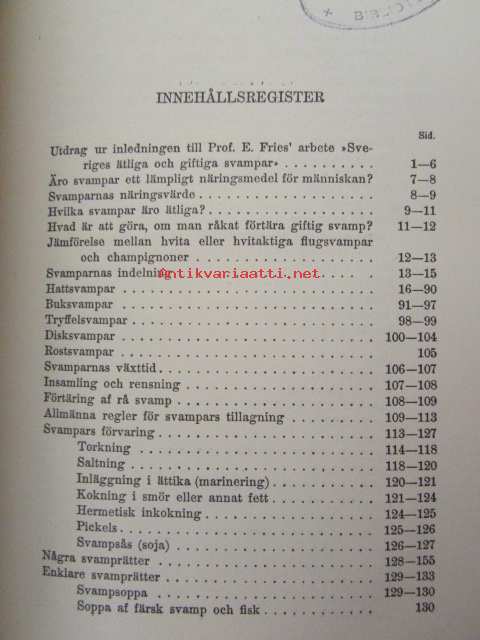 INNEHÅLLSREGISTER
Sid.
Utdrag ur inledningen till Prof. E. Fries' arbete »Sve-
riges ätliga och giftiga svampar» . . . . . . . . . . 1—6
Äro svampar ett lämpligt näringsmedel för människan? 7—8
Svamparnas näringsvärde . . . . . . . . . . . . . . . . 8—9
Hvilka svampar äro ätliga? . . . . . . . . . . . . . . . 9—11
Hvad är att göra, om man råkat förtära giftig svamp? 11—12
Jämförelse mellan hvita eller hvitaktiga flugsvampar
och champignoner . . . . . . . . . . . . . . . . . 12—13
Svamparnas indelning 13—15
Antikvariaatti.net
Hattsvampar . . . . . . . . . . . . . . . . . . . . . . 16—90
Buksvampar . . . . . . . . . . . . . . . . . . . . . . 91—97
Tryffelsvampar . . . . . . . . . . . . . . . . . . . . . 98—99
Disksvampar . . . . . . . . . . . . . . . . . . . . . . 100—104
Rostsvampar . . . . . . . . . . . . . . . . . . . . . . 105
Svamparnas växttid . . . . . . . . . . . . . . . . . . . 106—107
Insamling och rensning . . . . . . . . . . . . . . . . . 107—108
Förtäring af rå svamp . . . . . . . . . . . . . . . . . 108—109
Allmänna regler för svampars tillagning . . . . . . . . 109—113
Svampars förvaring . . . . . . . . . . . . . . . . . . . 113—127
Torkning . . . . . . . . . . . . . . . . . . . . . 114—118
Saltning . . . . . . . . . . . . . . . . . . . . . 118—120
Inläggning i ättika (marinering) . . . . . . . . . 120—121
Kokning i smör eller annat fett . . . . . . . . . 121—124
Hermetisk inkokning . . . . . . . . . . . . . . . 124—125
Pickels . . . . . . . . . . . . . . . . . . . . . . 125—126
Svampsås (soja) . . . . . . . . . . . . . . . . . 126—127
Några svamprätter . . . . . . . . . . . . . . . . . . . 128—155
Enklare svamprätter . . . . . . . . . . . . . . . . . . 129—133
Svampsoppa . . . . . . . . . . . . . . . . . . . 129—130
Soppa af färsk svamp och fisk . . . . . . . . . . 130